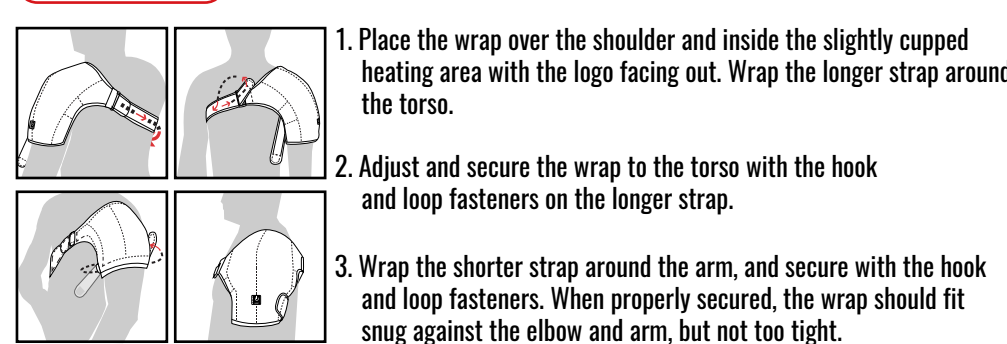 1. Place the wrap over the shoulder and inside the slightly cupped
heating area with the logo facing out. Wrap the longer strap around
the torso.
2. Adjust and secure the wrap to the torso with the hook
and loop fasteners on the longer strap.
3. Wrap the shorter strap around the arm, and secure with the hook
and loop fasteners. When properly secured, the wrap should fit
snug against the elbow and arm, but not too tight.